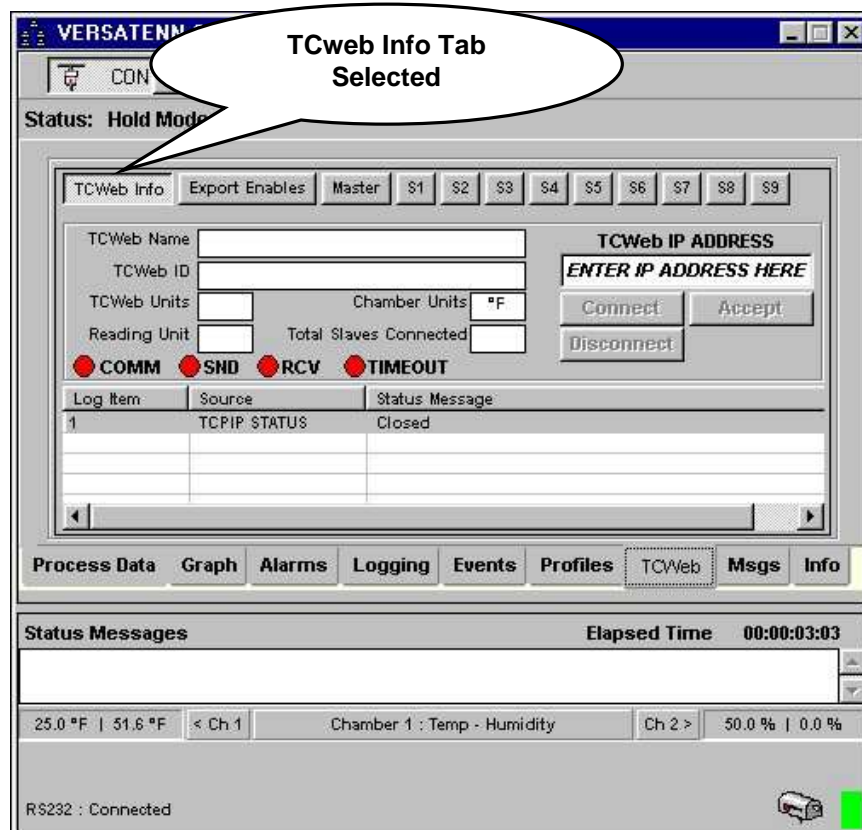 VERSATENN
TCweb Info Tab
Selected
CON
Status: Hold Mode
TCWeb Info Export Enables Master S1 S2 S3 S4 S5 S6 S7 S8 S9
TCWeb Name
TCWeb IP ADDRESS
TCWeb ID
ENTER IP ADDRESS HERE
TCWeb Units Chamber Units °F
Connect Accept
Reading Unit Total Slaves Connected
Disconnect
COMM SND RCV TIMEOUT
Log Item Source Status Message
1 TCPIP STATUS Closed
Process Data Graph Alarms Logging Events Profiles TCWeb Msgs Info
Status Messages Elapsed Time 00:00:03:03
25.0 °F | 51.6 °F < Ch 1 Chamber 1 : Temp - Humidity Ch 2 > 50.0 % | 0.0 %
RS232 : Connected